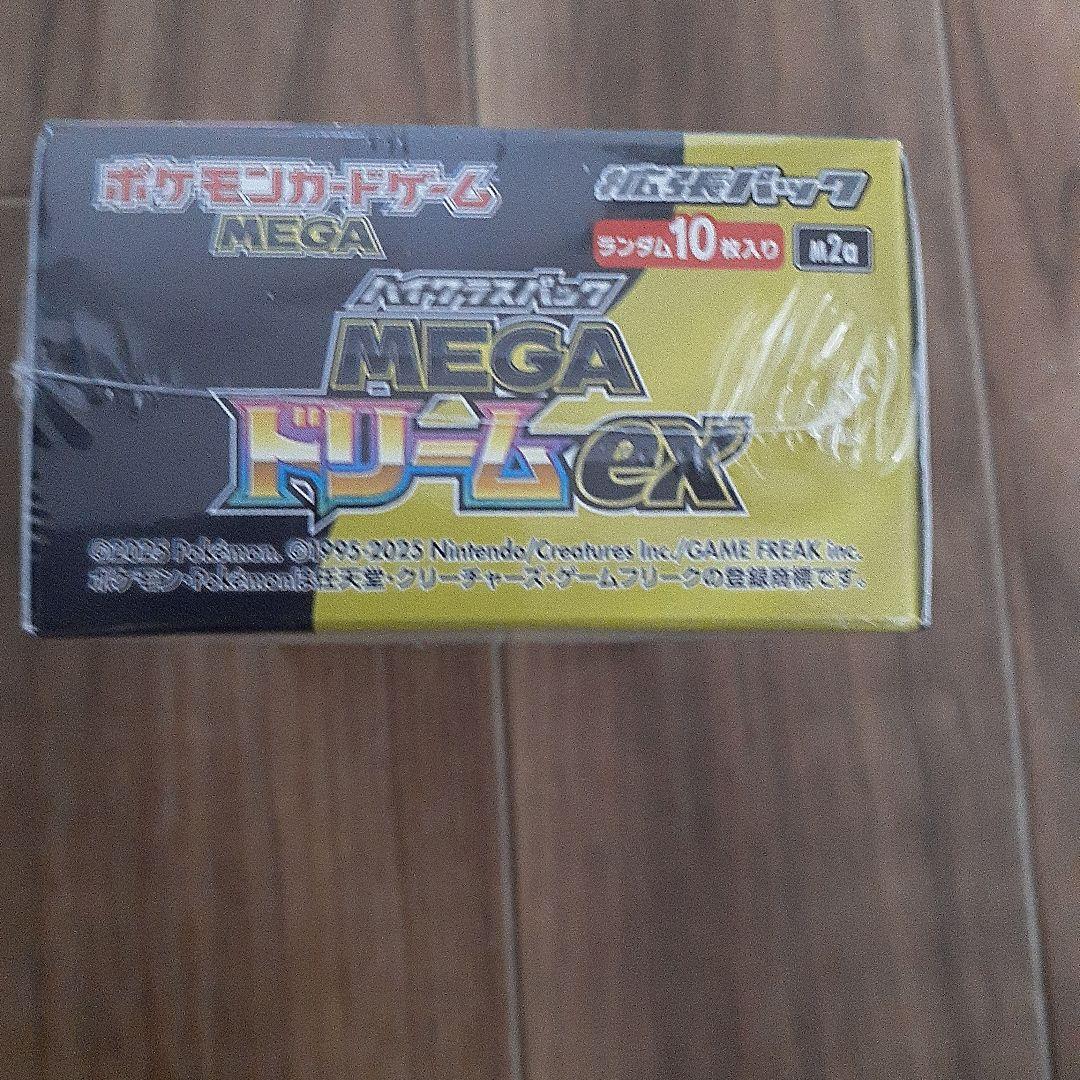 ポケモンカードゲーム
MEGA
拡張パック
ランダム10枚入り
M2a
ハイクラスパック
MEGA
ドリームex
©2025 Pokémon. ©1995-2025 Nintendo/Creatures Inc./GAME FREAK inc.
ポケモン・Pokémonは任天堂・クリーチャーズ・ゲームフリークの登録商標です。